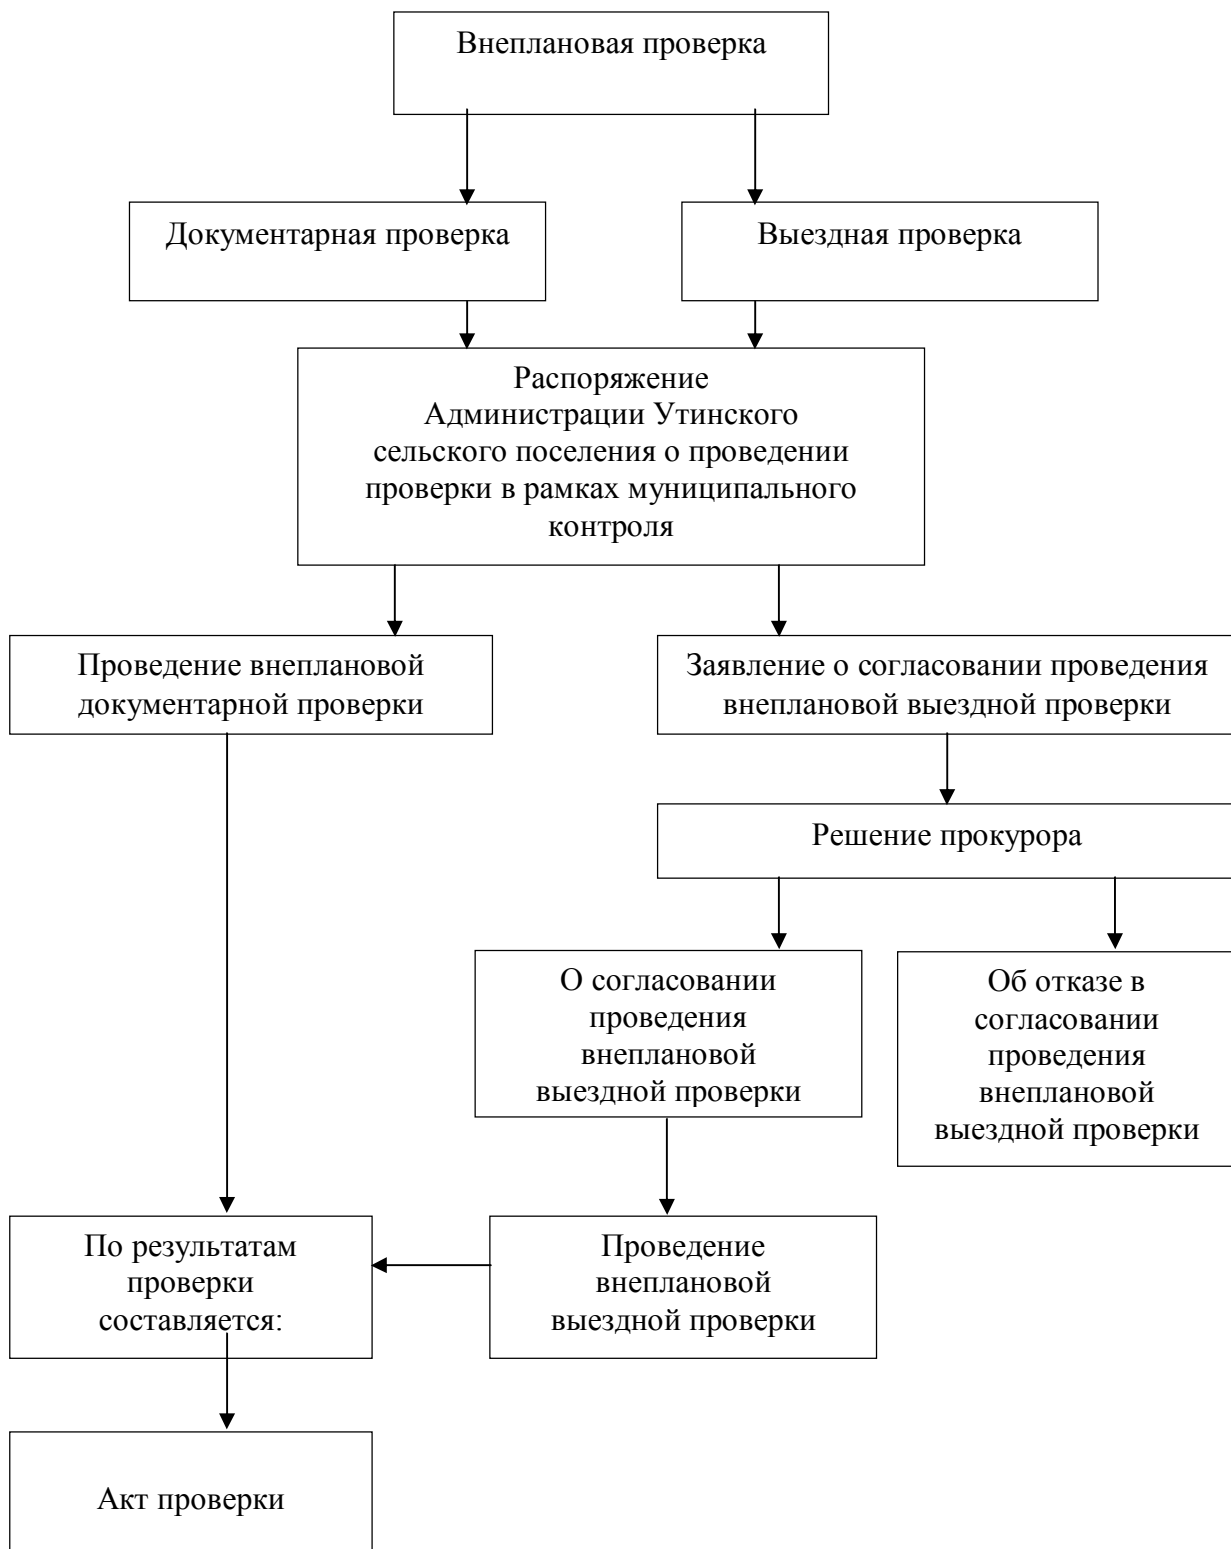 Внеплановая проверка
Документарная проверка
Выездная проверка
Распоряжение
Администрации Утинского
сельского поселения о проведении
проверки в рамках муниципального
контроля
Проведение внеплановой
документарной проверки
Заявление о согласовании проведения
внеплановой выездной проверки
Решение прокурора
О согласовании
проведения
внеплановой
выездной проверки
Об отказе в
согласовании
проведения
внеплановой
выездной проверки
По результатам
проверки
составляется:
Проведение
внеплановой
выездной проверки
Акт проверки